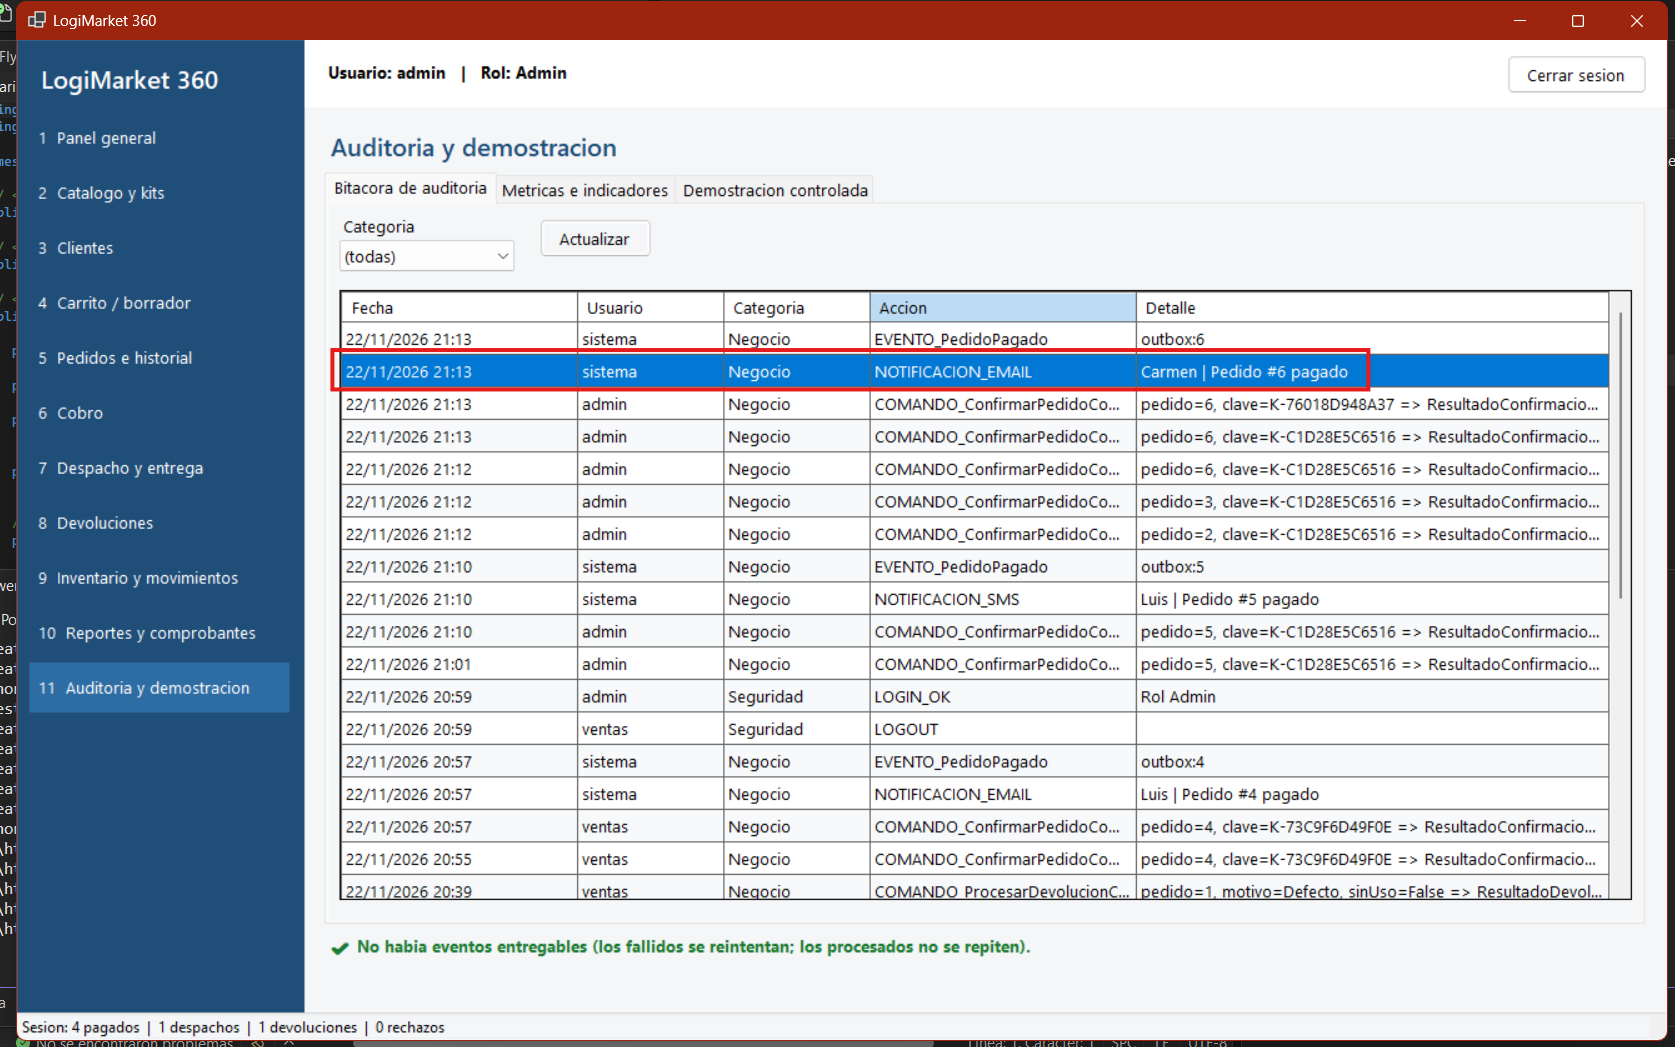 LogiMarket 360
LogiMarket 360
1 Panel general
2 Catalogo y kits
3 Clientes
4 Carrito / borrador
5 Pedidos e historial
6 Cobro
7 Despacho y entrega
8 Devoluciones
9 Inventario y movimientos
10 Reportes y comprobantes
11 Auditoria y demostracion
Usuario: admin | Rol: Admin
Cerrar sesion
Auditoria y demostracion
Bitacora de auditoria Metricas e indicadores Demostracion controlada
Categoria
(todas)
Actualizar
Fecha Usuario Categoria Accion Detalle
22/11/2026 21:13 sistema Negocio EVENTO_PedidoPagado outbox:6
22/11/2026 21:13 sistema Negocio NOTIFICACION_EMAIL Carmen | Pedido #6 pagado
22/11/2026 21:13 admin Negocio COMANDO_ConfirmarPedidoCo... pedido=6, clave=K-76018D948A37 => ResultadoConfirmacio...
22/11/2026 21:13 admin Negocio COMANDO_ConfirmarPedidoCo... pedido=6, clave=K-C1D28E5C6516 => ResultadoConfirmacio...
22/11/2026 21:12 admin Negocio COMANDO_ConfirmarPedidoCo... pedido=6, clave=K-C1D28E5C6516 => ResultadoConfirmacio...
22/11/2026 21:12 admin Negocio COMANDO_ConfirmarPedidoCo... pedido=3, clave=K-C1D28E5C6516 => ResultadoConfirmacio...
22/11/2026 21:12 admin Negocio COMANDO_ConfirmarPedidoCo... pedido=2, clave=K-C1D28E5C6516 => ResultadoConfirmacio...
22/11/2026 21:10 sistema Negocio EVENTO_PedidoPagado outbox:5
22/11/2026 21:10 sistema Negocio NOTIFICACION_SMS Luis | Pedido #5 pagado
22/11/2026 21:10 admin Negocio COMANDO_ConfirmarPedidoCo... pedido=5, clave=K-C1D28E5C6516 => ResultadoConfirmacio...
22/11/2026 21:01 admin Negocio COMANDO_ConfirmarPedidoCo... pedido=5, clave=K-C1D28E5C6516 => ResultadoConfirmacio...
22/11/2026 20:59 admin Seguridad LOGIN_OK Rol Admin
22/11/2026 20:59 ventas Seguridad LOGOUT
22/11/2026 20:57 sistema Negocio EVENTO_PedidoPagado outbox:4
22/11/2026 20:57 sistema Negocio NOTIFICACION_EMAIL Luis | Pedido #4 pagado
22/11/2026 20:57 ventas Negocio COMANDO_ConfirmarPedidoCo... pedido=4, clave=K-73C9F6D49F0E => ResultadoConfirmacio...
22/11/2026 20:55 ventas Negocio COMANDO_ConfirmarPedidoCo... pedido=4, clave=K-73C9F6D49F0E => ResultadoConfirmacio...
22/11/2026 20:39 ventas Negocio COMANDO_ProcesarDevolucionC... pedido=1, motivo=Defecto, sinUso=False => ResultadoDevol...
No habia eventos entregables (los fallidos se reintentan; los procesados no se repiten).
Sesion: 4 pagados | 1 despachos | 1 devoluciones | 0 rechazos